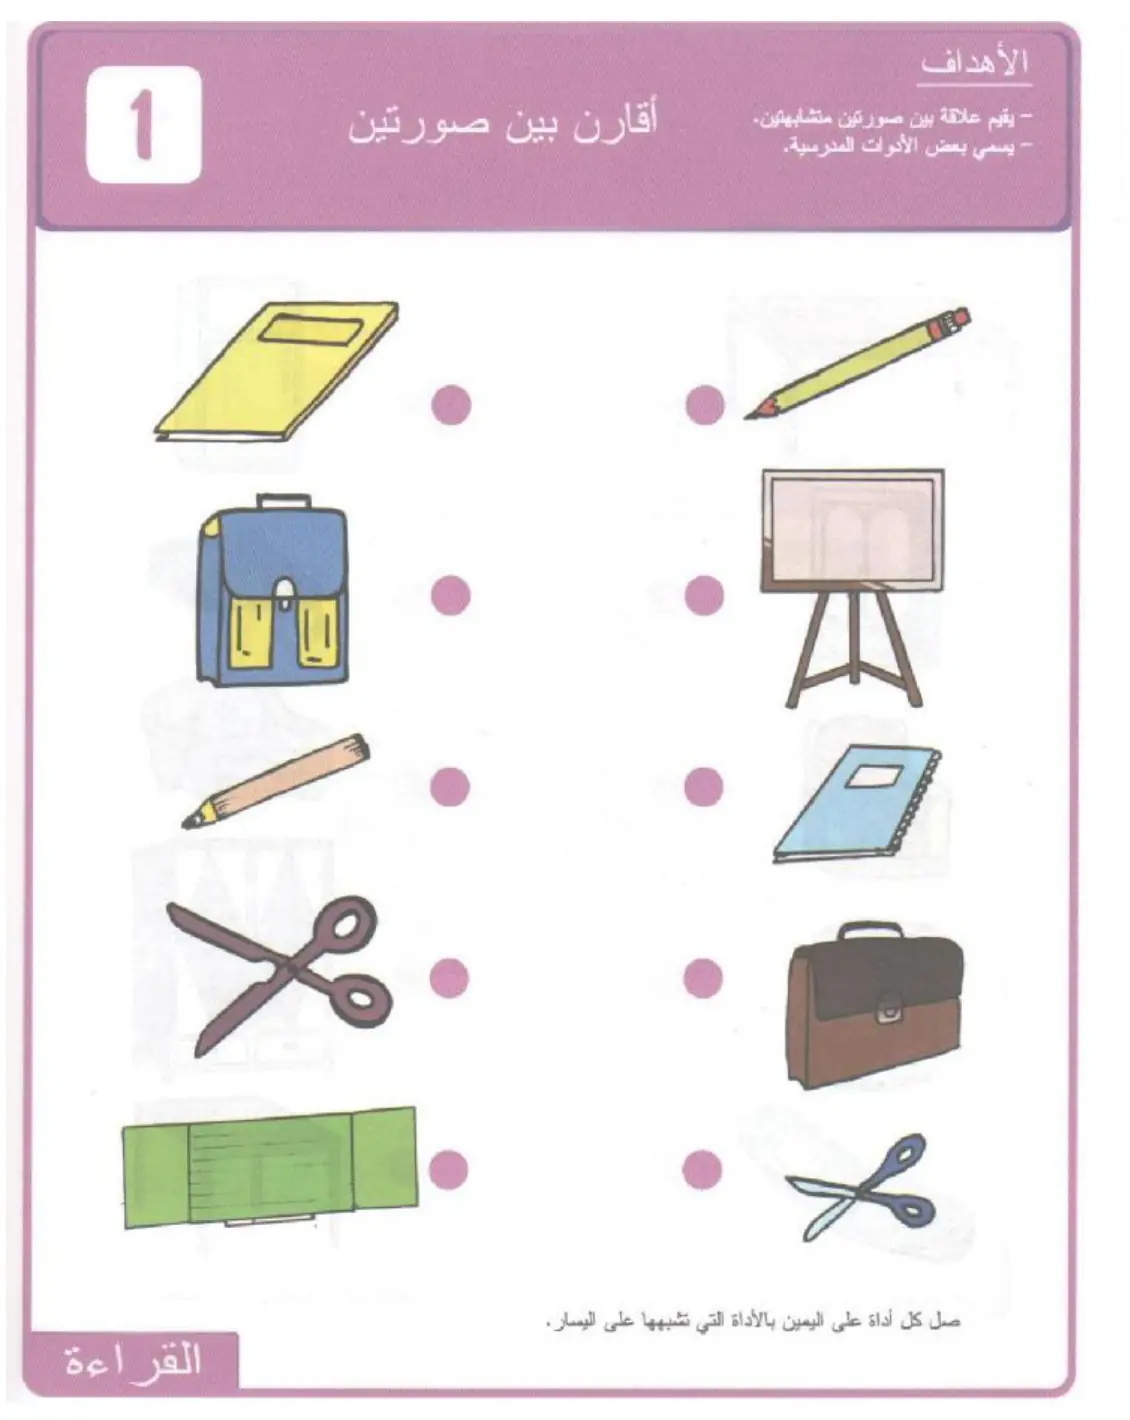 الأهداف
- يقيم علاقة بين صورتين متشابهتين.
- يسمي بعض الأدوات المدرسية.
أقارن بين صورتين
1
صل كل أداة على اليمين بالأداة التي تشبهها على اليسار.
القراءة